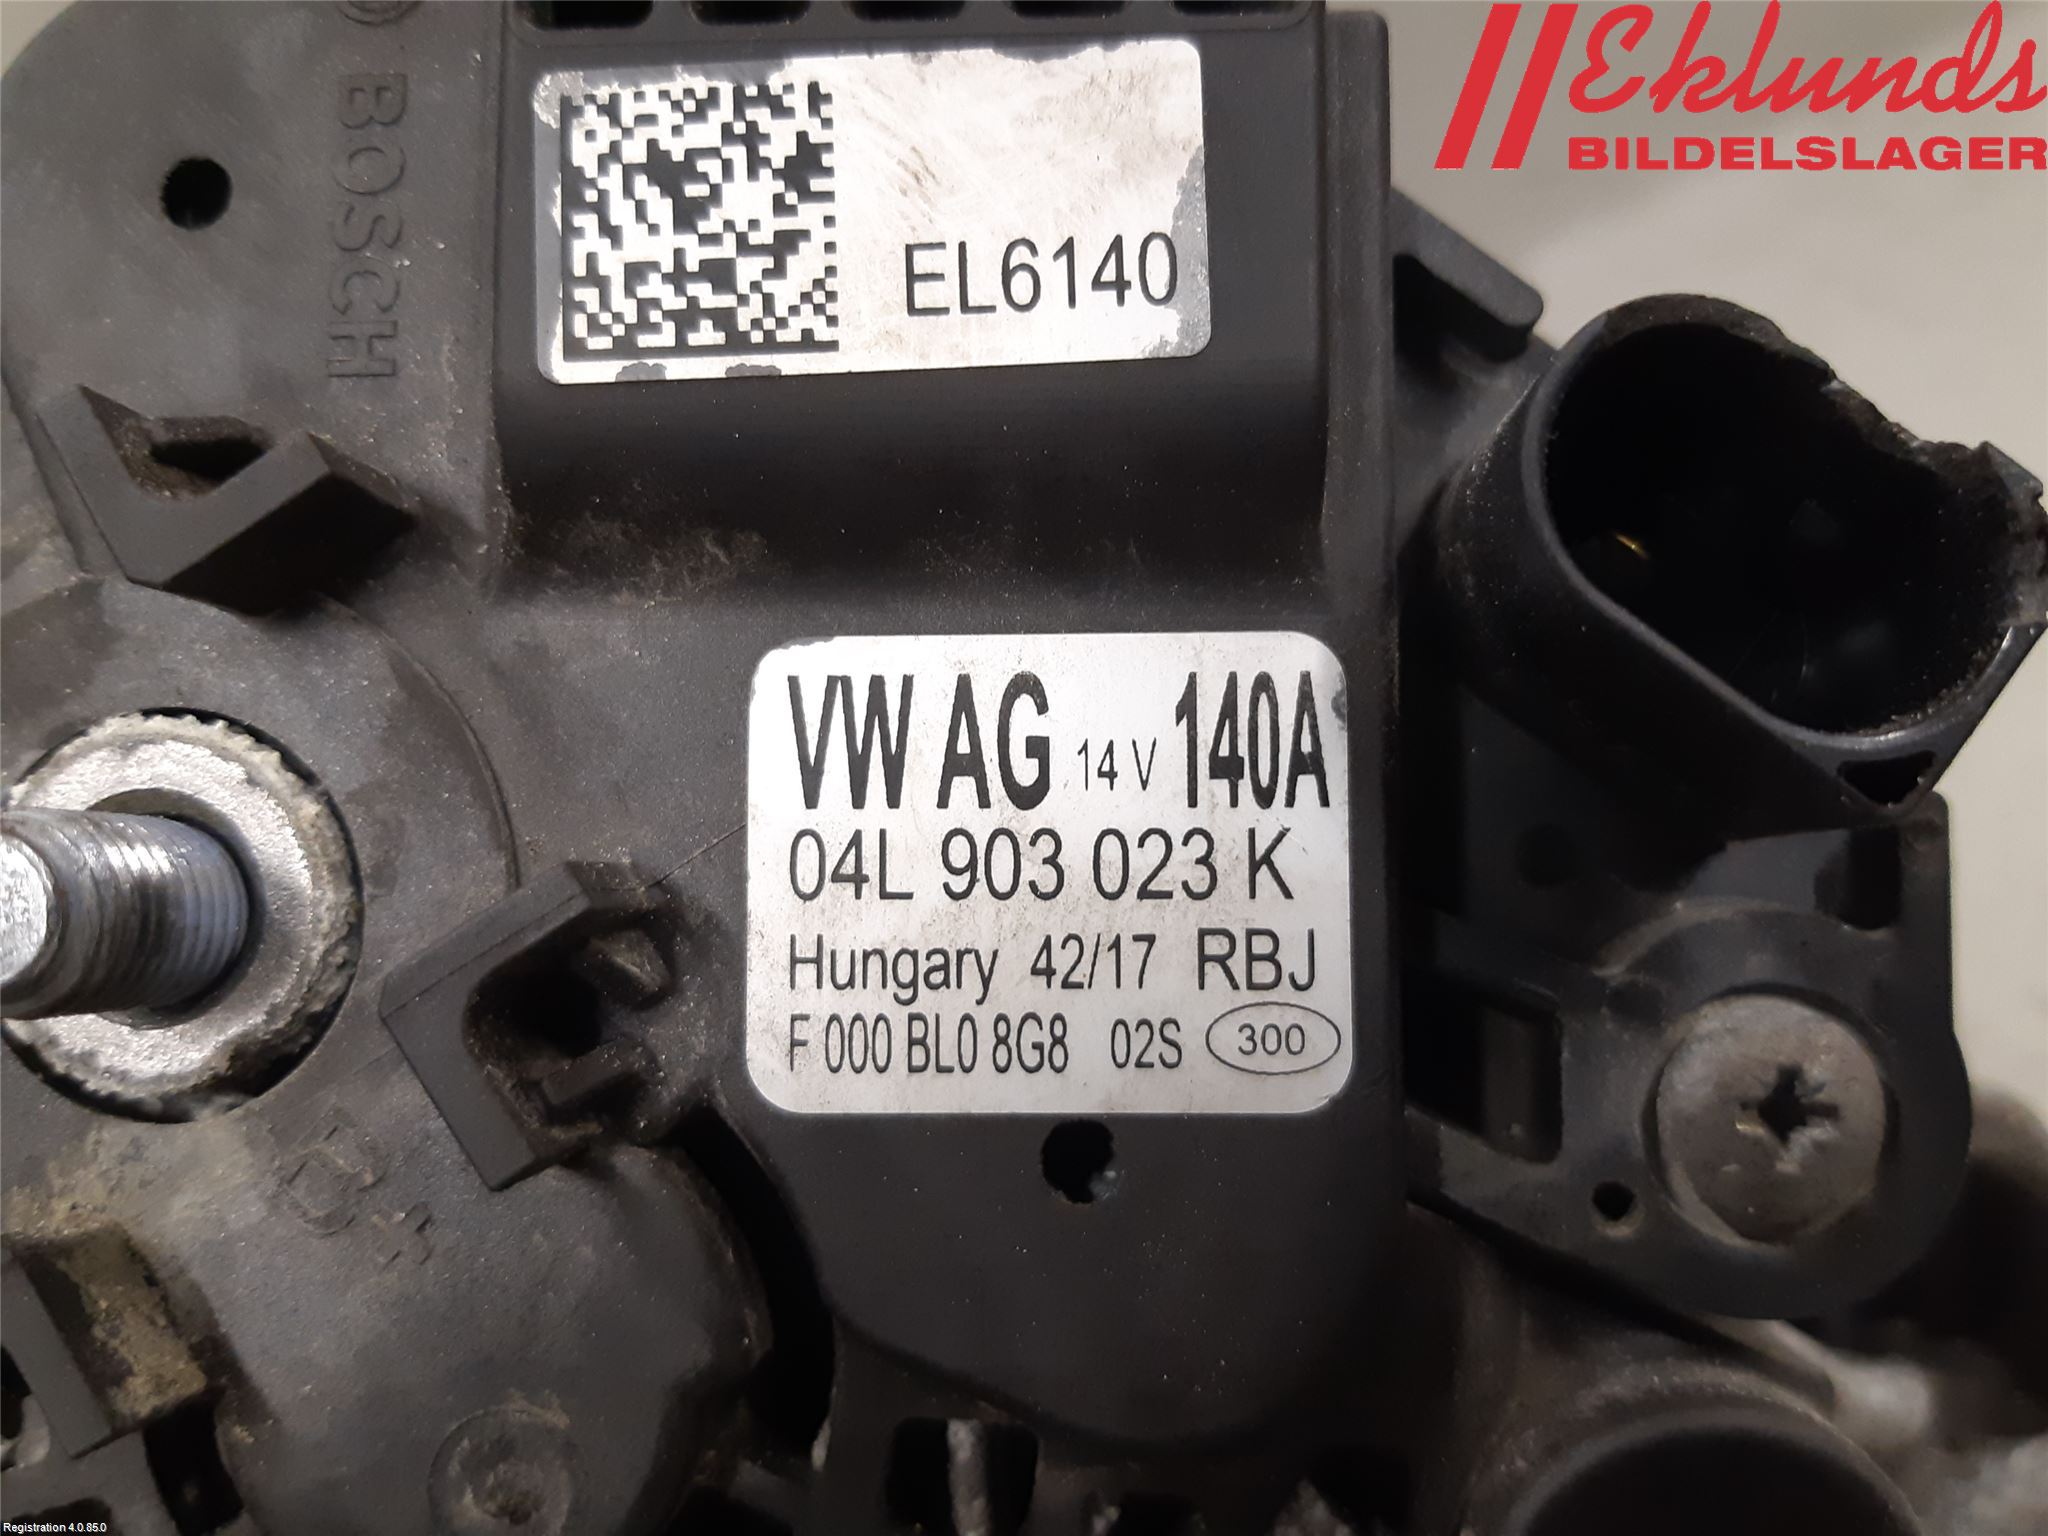 Eklunds
BILDELSLAGER
BOSCH
EL6140
VW AG 14 V 140A
04L 903 023 K
Hungary 42/17 RBJ
F 000 BL0 8G8 02S 300
B+
Registration 4.0.85.0